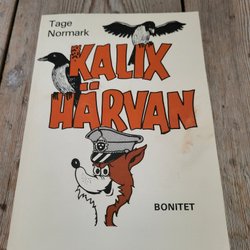 Tage
Normark
KALIX
HÄRVAN
BONITET